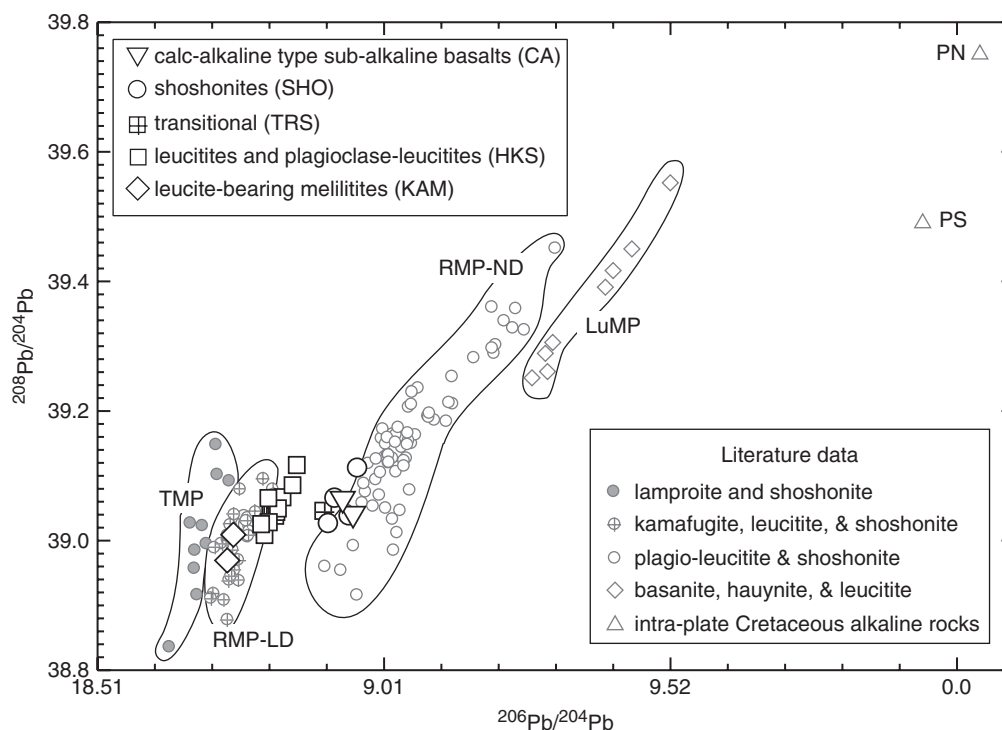 39.8
39.6
39.4
39.2
39.0
38.8
208Pb/204Pb
calc-alkaline type sub-alkaline basalts (CA)
shoshonites (SHO)
transitional (TRS)
leucitites and plagioclase-leucitites (HKS)
leucite-bearing melilitites (KAM)
PN
PS
RMP-ND
LuMP
TMP
RMP-LD
Literature data
lamproite and shoshonite
kamafugite, leucitite, & shoshonite
plagio-leucitite & shoshonite
basanite, hauynite, & leucitite
intra-plate Cretaceous alkaline rocks
18.51
9.01
9.52
0.0
206Pb/204Pb